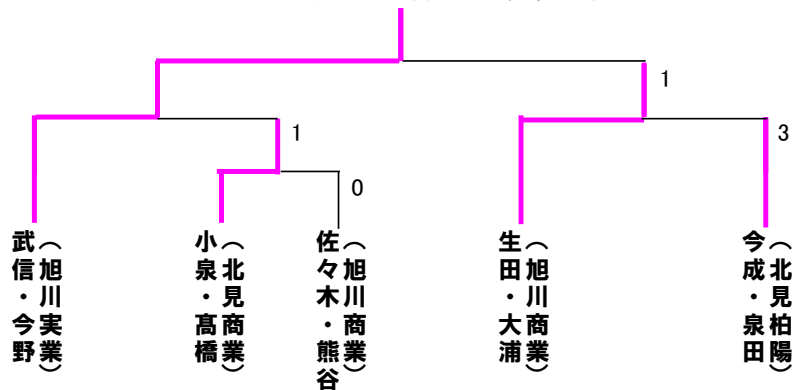 1
1
3
0
武信・今野
（旭川実業）
小泉・髙橋
（北見商業）
佐々木・熊谷
（旭川商業）
生田・大浦
（旭川商業）
今成・泉田
（北見柏陽）